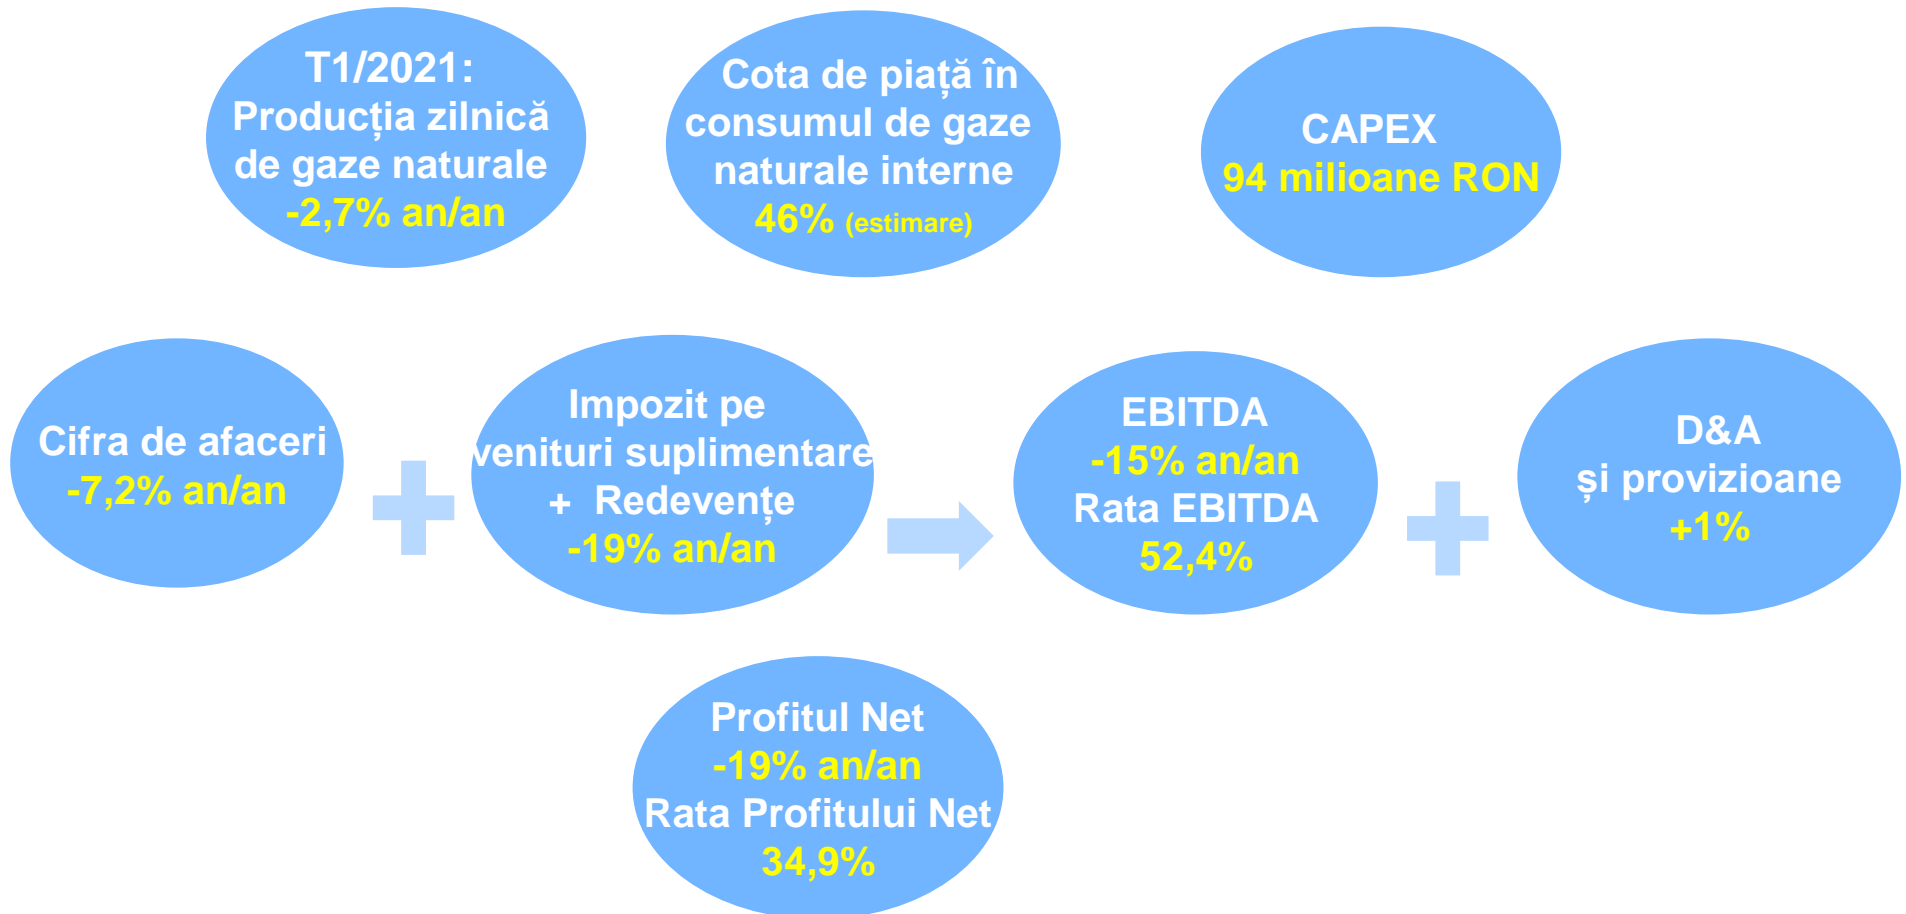 T1/2021:
Producția zilnică
de gaze naturale
-2,7% an/an
Cota de piață în
consumul de gaze
naturale interne
46% (estimare)
CAPEX
94 milioane RON
Cifra de afaceri
-7,2% an/an
Impozit pe
venituri suplimentare
+ Redevențe
-19% an/an
EBITDA
-15% an/an
Rata EBITDA
52,4%
D&A
și provizioane
+1%
Profitul Net
-19% an/an
Rata Profitului Net
34,9%